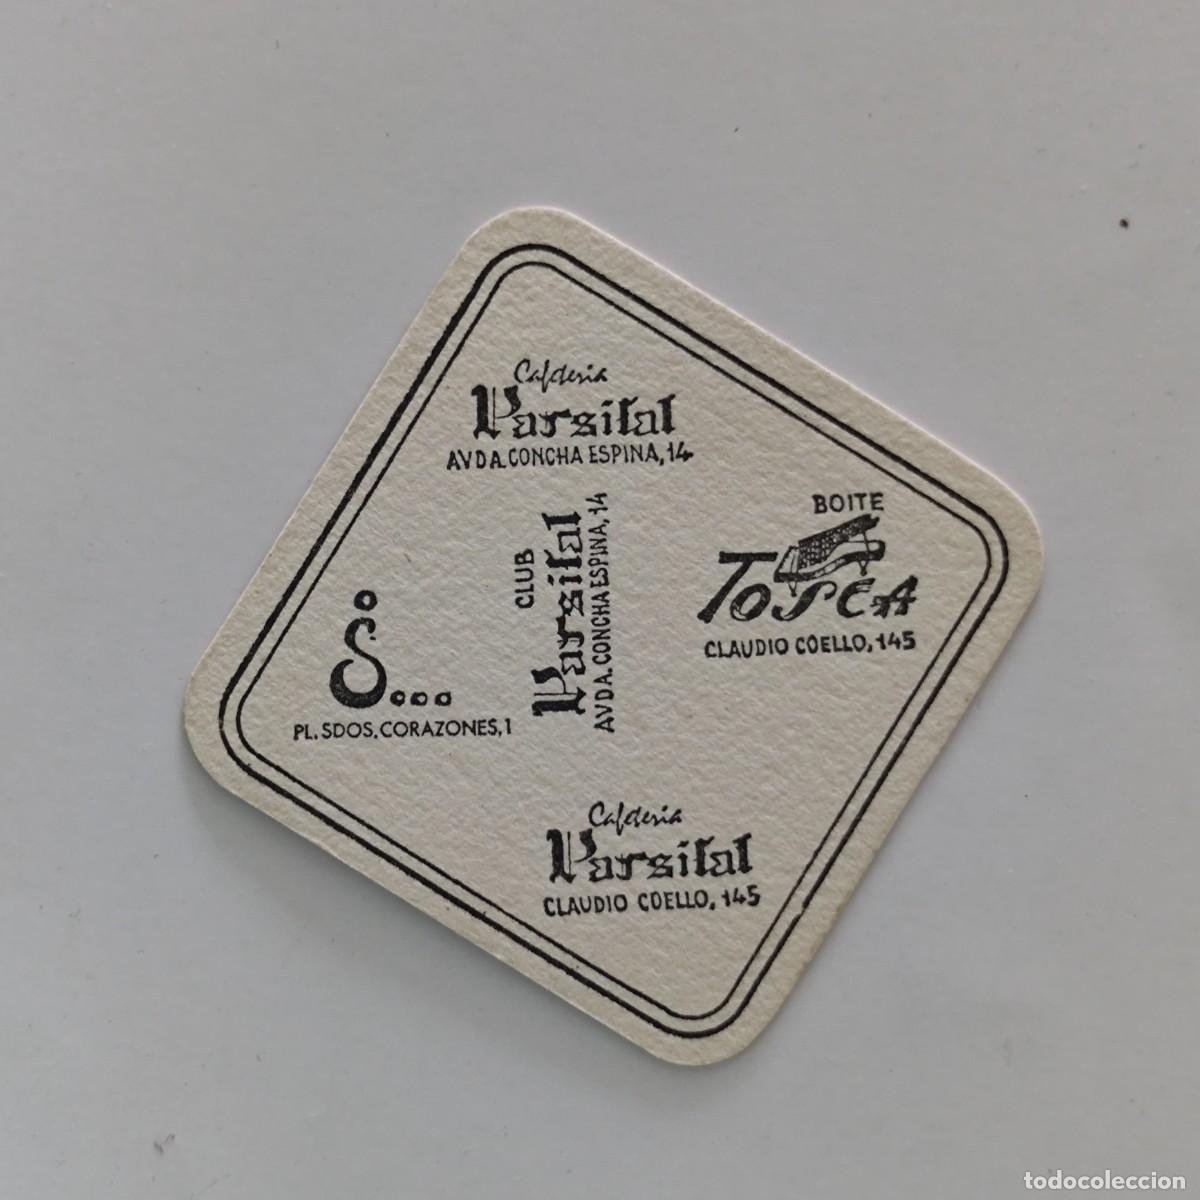 Cafeteria
Parsifal
AVDA. CONCHA ESPINA, 14
BOITE
TOSCA
CLAUDIO COELLO, 145
CLUB
Parsifal
AVDA. CONCHA ESPINA, 14
S...
PL. SDOS. CORAZONES, 1
Cafeteria
Parsifal
CLAUDIO COELLO, 145
todocoleccion